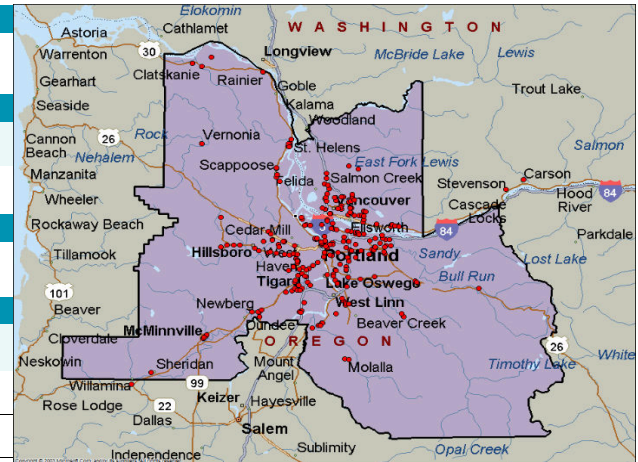 Elokomin
Cathlamet
WASHINGTON
Astoria
30
Longview
Warrenton
McBride Lake
Lewis
Clatskanie
Rainier
Goble
Gearhart
Kalama
Trout Lake
Seaside
Woodland
26
Rock
Vernonia
St. Helens
Cannon
Beach
Nehalem
Salmon
Scappoose
East Fork Lewis
Manzanita
Felida
Salmon Creek
Carson
Stevenson
84
Wheeler
Vancouver
Hood
River
Cascade
Locks
Rockaway Beach
Cedar Mill
Ellsworth
84
Parkdale
Hillsboro
West
Haven
Portland
Sandy
Lost Lake
Tillamook
Tigard
Lake Oswego
Bull Run
101
Newberg
West Linn
Beaver
Dundee
Beaver Creek
McMinnville
Cloverdale
OREGON
26
White
Neskowin
Sheridan
Mount
Angel
Molalla
Timothy Lake
Willamina
99
Keizer
Hayesville
Rose Lodge
22
Dallas
Salem
Sublimity
Independence
Opal Creek